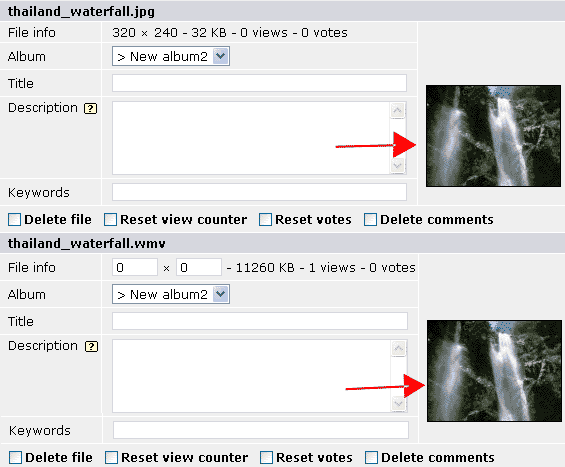 thailand_waterfall.jpg
File info 320 × 240 - 32 KB - 0 views - 0 votes
Album > New album2
Title
Description ?
Keywords
Delete file Reset view counter Reset votes Delete comments
thailand_waterfall.wmv
File info 0 × 0 - 11260 KB - 1 views - 0 votes
Album > New album2
Title
Description ?
Keywords
Delete file Reset view counter Reset votes Delete comments